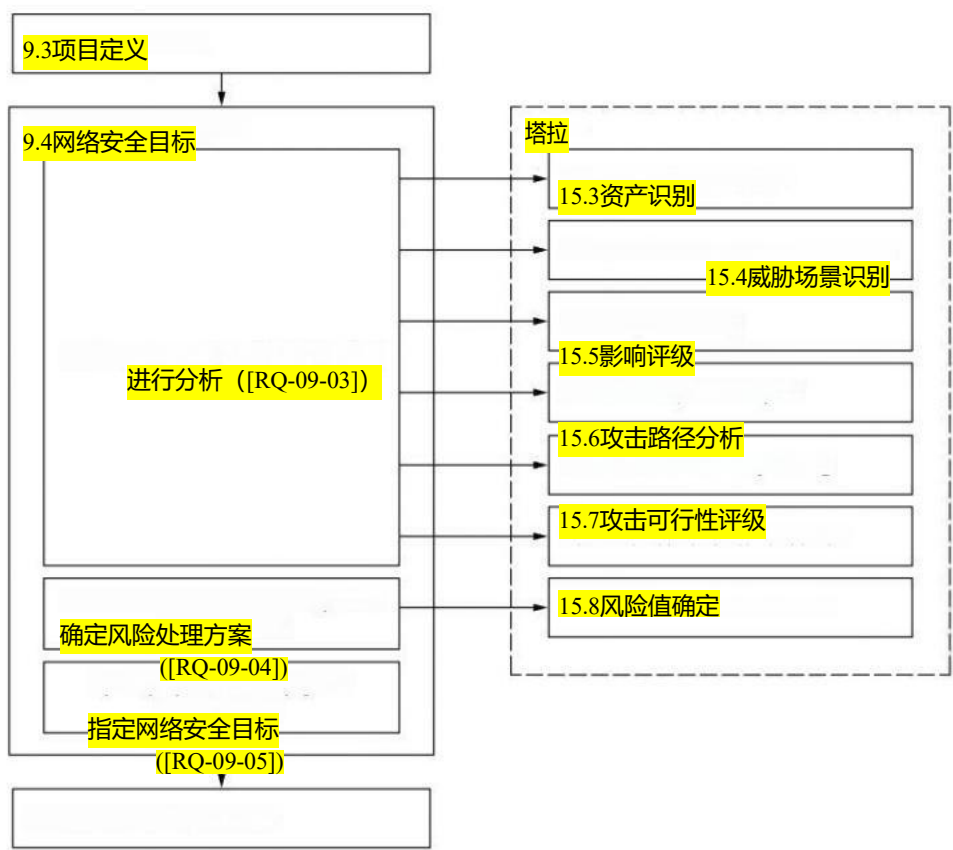 9.3项目定义
9.4网络安全目标
进行分析（[RQ-09-03]）
确定风险处理方案
([RQ-09-04])
指定网络安全目标
([RQ-09-05])
塔拉
15.3资产识别
15.4威胁场景识别
15.5影响评级
15.6攻击路径分析
15.7攻击可行性评级
15.8风险值确定